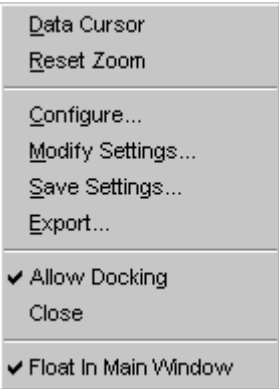 Data Cursor
Reset Zoom
Configure...
Modify Settings...
Save Settings...
Export...
Allow Docking
Close
Float In Main Window